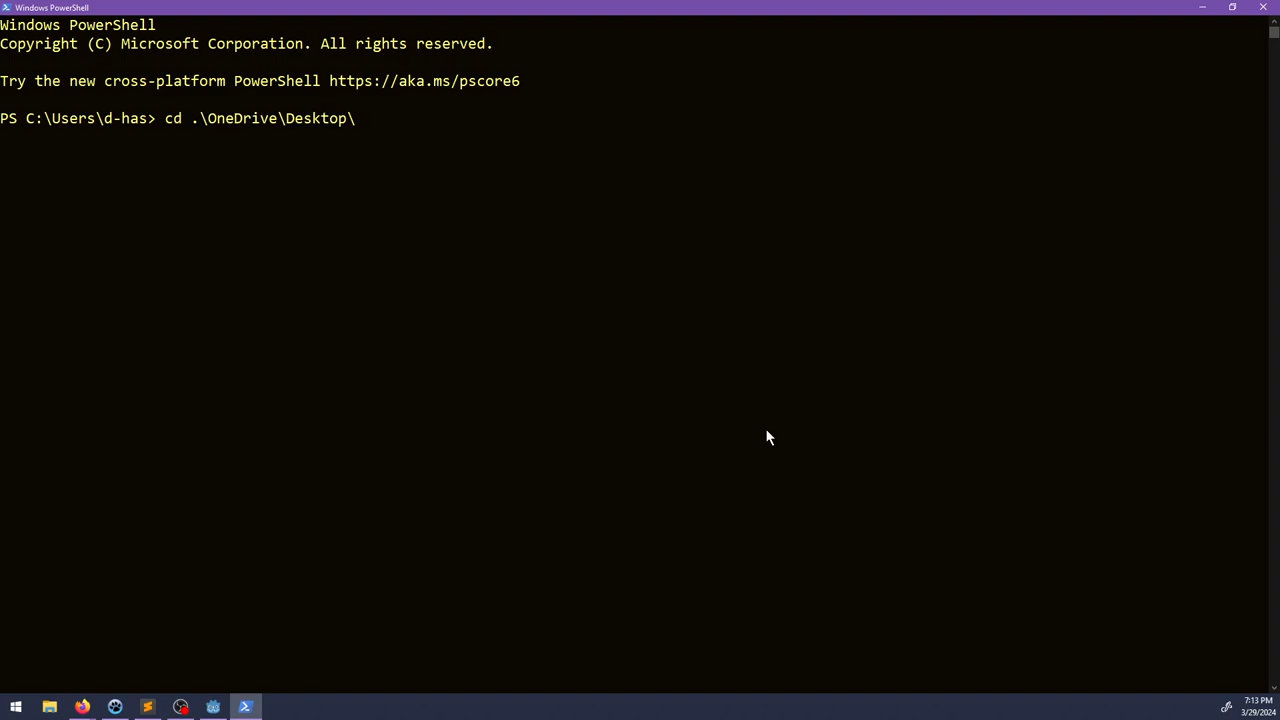 Windows PowerShell
Windows PowerShell
Copyright (C) Microsoft Corporation. All rights reserved.
Try the new cross-platform PowerShell https://aka.ms/pscore6
PS C:\Users\d-has> cd .\OneDrive\Desktop\
7:13 PM
3/29/2024